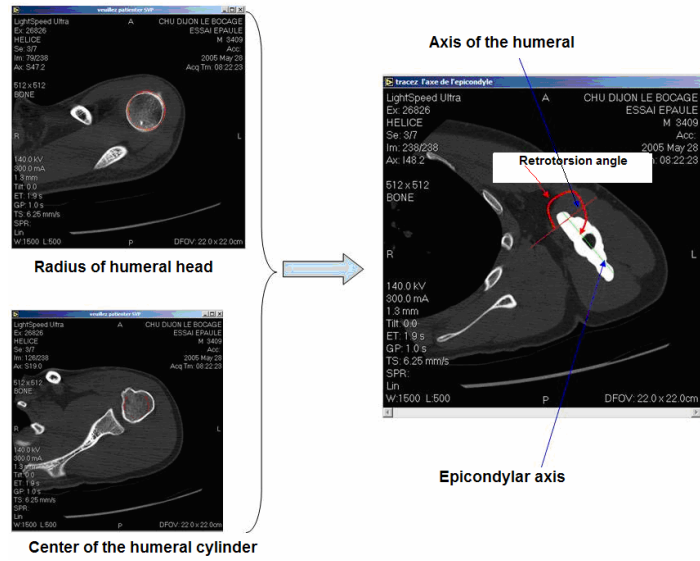 veuillez patienter SVP
LightSpeed Ultra A CHU DIJON LE BOCAGE
Ex: 26826 ESSAI EPAULE
HELICE M 3409
Se: 3/7 Acc:
Im: 79/238 2005 May 28
Ax: S47.2 Acq Tm: 08:22:23
512 x 512
BONE
R L
140.0 kV
300.0 mA
1.3 mm
Tilt: 0.0
ET: 1.9 s
GP: 1.0 s
TS: 6.25 mm/s
SPR:
Lin
W:1500 L:500 P DFOV: 22.0 x 22.0cm
Radius of humeral head
veuillez patienter SVP
LightSpeed Ultra A CHU DIJON LE BOCAGE
Ex: 26826 ESSAI EPAULE
HELICE M 3409
Se: 3/7 Acc:
Im: 126/238 2005 May 28
Ax: S19.0 Acq Tm: 08:22:23
512 x 512
BONE
R L
140.0 kV
300.0 mA
1.3 mm
Tilt: 0.0
ET: 1.9 s
GP: 1.0 s
TS: 6.25 mm/s
SPR:
Lin
W:1500 L:500 P DFOV: 22.0 x 22.0cm
Center of the humeral cylinder
Axis of the humeral
tracez l'axe de l'epicondyle
LightSpeed Ultra A CHU DIJON LE BOCAGE
Ex: 26826 ESSAI EPAULE
HELICE M 3409
Se: 3/7 Acc:
Im: 238/238 2005 May 28
Ax: I48.2 08:22:23
Retrotorsion angle
512 x 512
BONE
R L
140.0 kV
300.0 mA
1.3 mm
Tilt: 0.0
ET: 1.9 s
GP: 1.0 s
TS: 6.25 mm/s
SPR:
Lin
W:1500 L:500 P DFOV: 22.0 x 22.0cm
Epicondylar axis